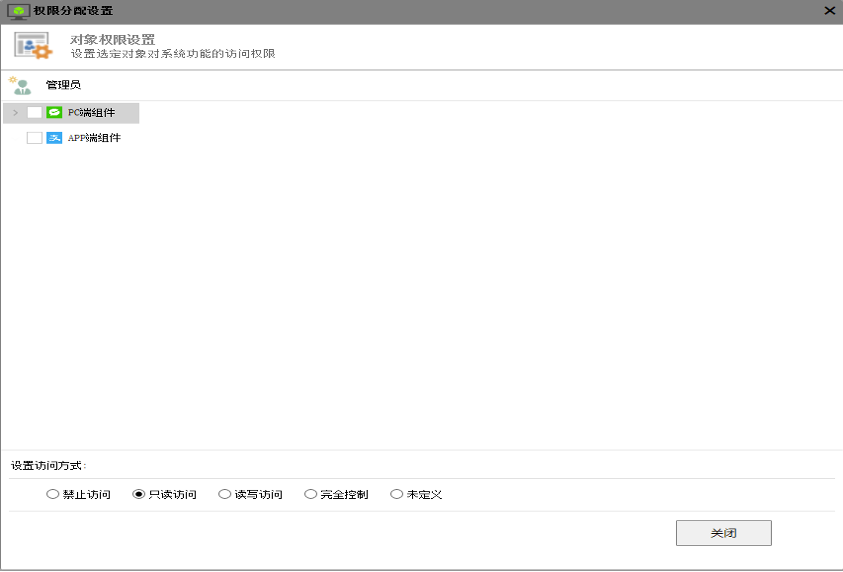 权限分配设置
对象权限设置
设置选定对象对系统功能的访问权限
管理员
PC端组件
APP端组件
设置访问方式:
禁止访问 只读访问 读写访问 完全控制 未定义
关闭